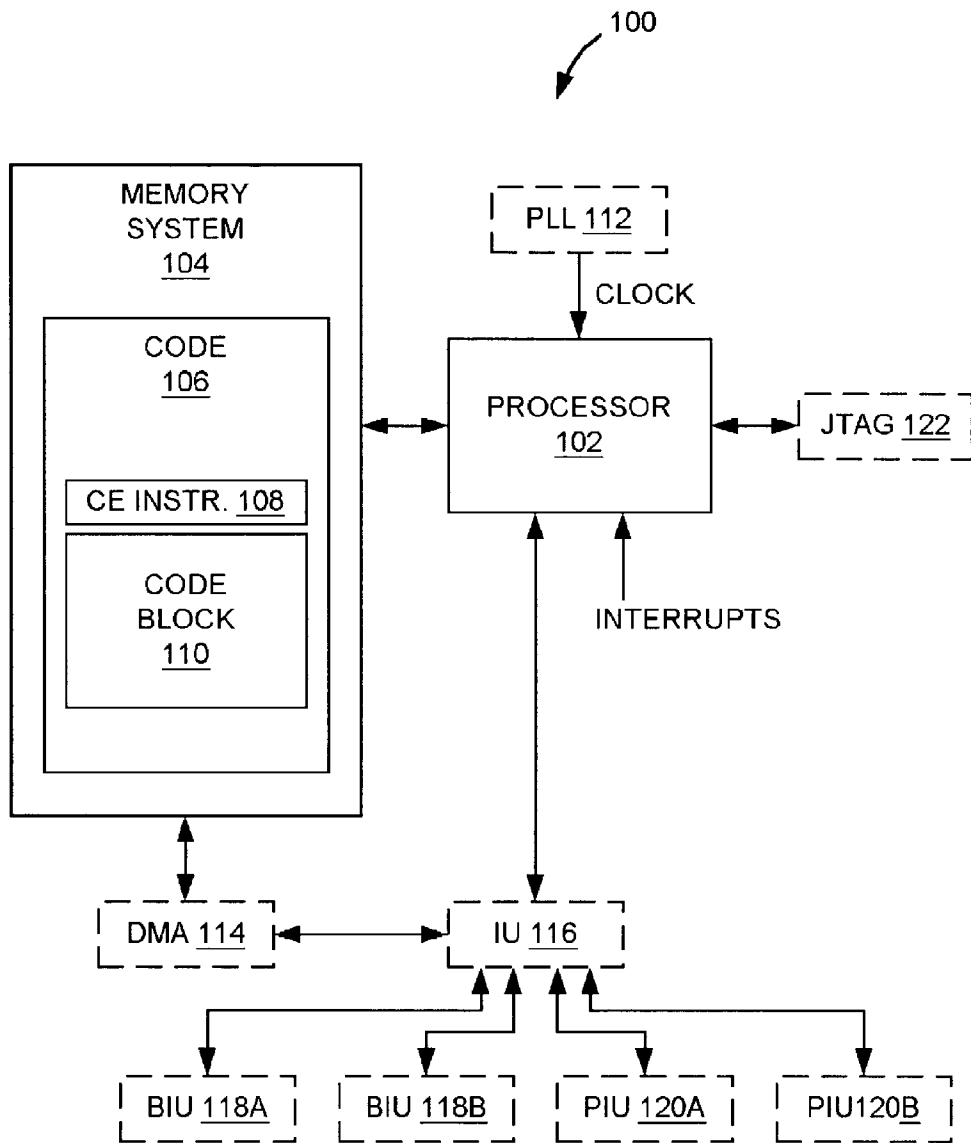 100
MEMORY
SYSTEM
104
PLL 112
CLOCK
CODE
106
PROCESSOR
102
JTAG 122
CE INSTR. 108
CODE
BLOCK
110
INTERRUPTS
DMA 114
IU 116
BIU 118A
BIU 118B
PIU 120A
PIU120B